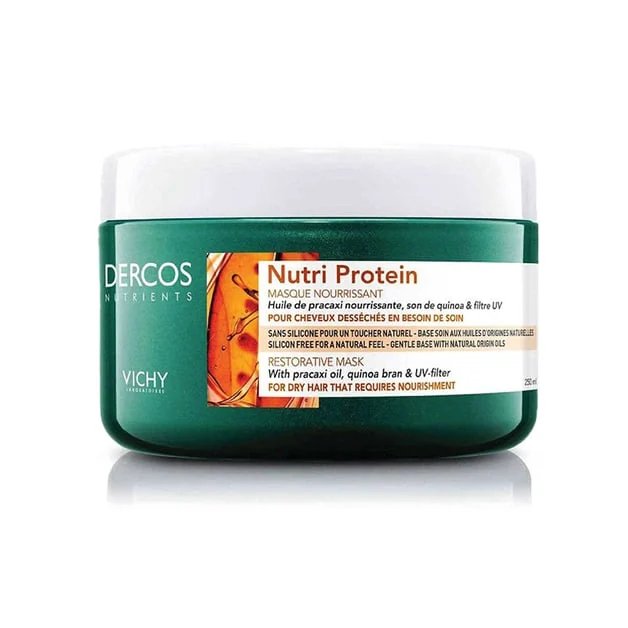 DERCOS
NUTRIENTS
VICHY
LABORATOIRES
Nutri Protein
MASQUE NOURRISSANT
Huile de pracaxi nourrissante, son de quinoa & filtre UV
POUR CHEVEUX DESSÉCHÉS EN BESOIN DE SOIN
SANS SILICONE POUR UN TOUCHER NATUREL - BASE SOIN AUX HUILES D'ORIGINES NATURELLES
SILICON FREE FOR A NATURAL FEEL - GENTLE BASE WITH NATURAL ORIGIN OILS
RESTORATIVE MASK
With pracaxi oil, quinoa bran & UV-filter
FOR DRY HAIR THAT REQUIRES NOURISHMENT
250 ml